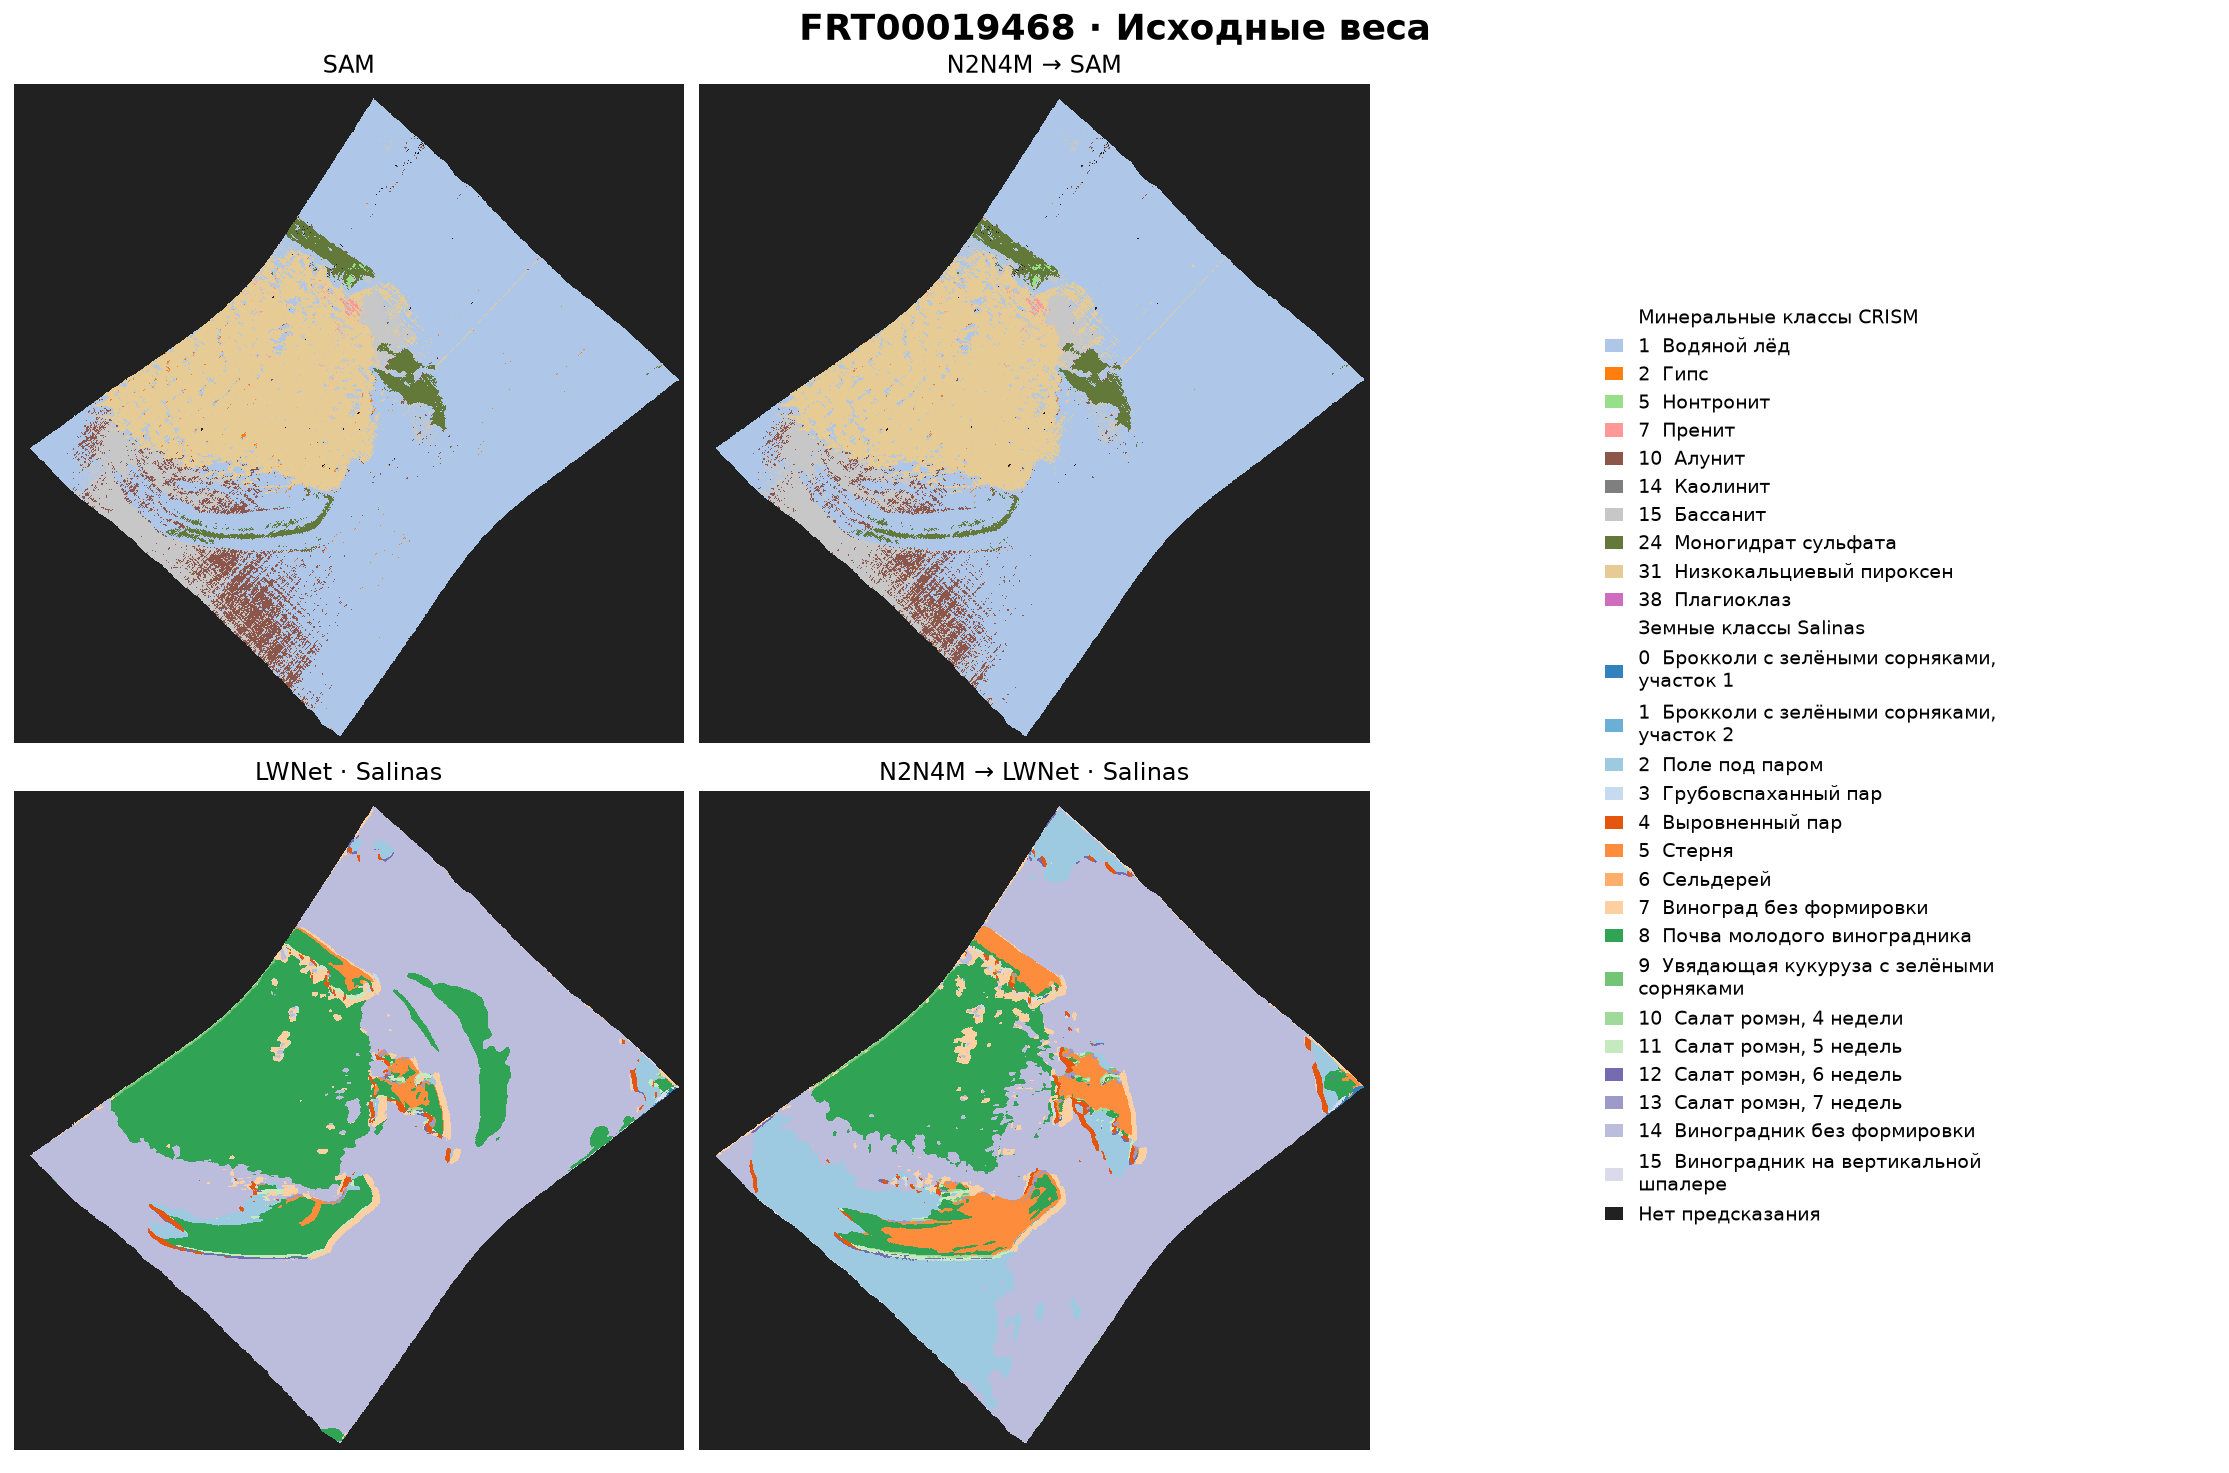 FRT00019468 · Исходные веса
SAM
N2N4M → SAM
LWNet · Salinas
N2N4M → LWNet · Salinas
Минеральные классы CRISM
1 Водяной лёд
2 Гипс
5 Нонтронит
7 Пренит
10 Алунит
14 Каолинит
15 Бассанит
24 Моногидрат сульфата
31 Низкокальциевый пироксен
38 Плагиоклаз
Земные классы Salinas
0 Брокколи с зелёными сорняками,
участок 1
1 Брокколи с зелёными сорняками,
участок 2
2 Поле под паром
3 Грубовспаханный пар
4 Выровненный пар
5 Стерня
6 Сельдерей
7 Виноград без формировки
8 Почва молодого виноградника
9 Увядающая кукуруза с зелёными
сорняками
10 Салат ромэн, 4 недели
11 Салат ромэн, 5 недель
12 Салат ромэн, 6 недель
13 Салат ромэн, 7 недель
14 Виноградник без формировки
15 Виноградник на вертикальной
шпалере
Нет предсказания